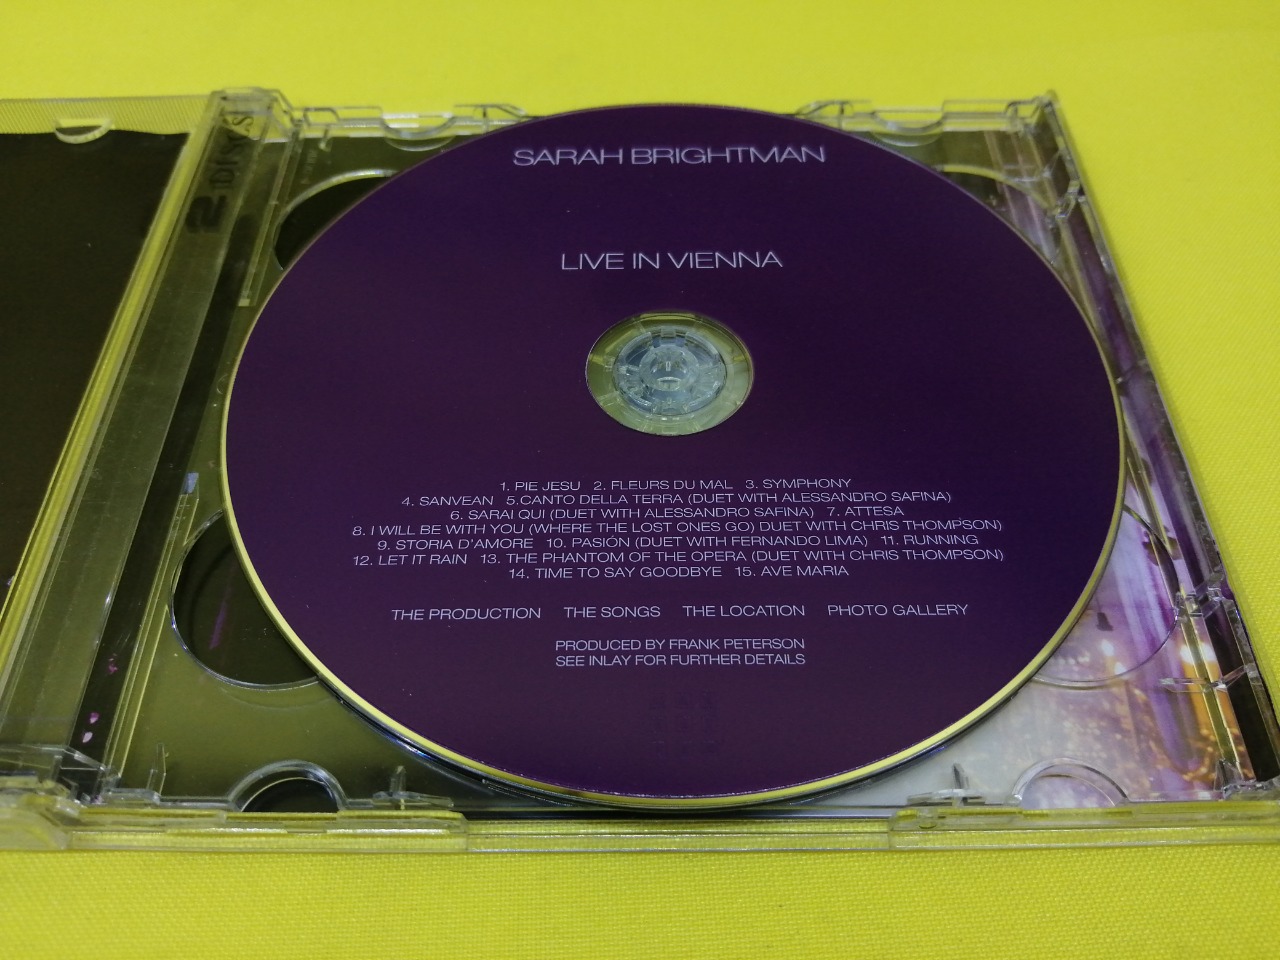 2 Discs
SARAH BRIGHTMAN
LIVE IN VIENNA
1. PIE JESU 2. FLEURS DU MAL 3. SYMPHONY
4. SANVEAN 5.CANTO DELLA TERRA (DUET WITH ALESSANDRO SAFINA)
6. SARAI QUI (DUET WITH ALESSANDRO SAFINA) 7. ATTESA
8. I WILL BE WITH YOU (WHERE THE LOST ONES GO) DUET WITH CHRIS THOMPSON)
9. STORIA D'AMORE 10. PASIÓN (DUET WITH FERNANDO LIMA) 11. RUNNING
12. LET IT RAIN 13. THE PHANTOM OF THE OPERA (DUET WITH CHRIS THOMPSON)
14. TIME TO SAY GOODBYE 15. AVE MARIA
THE PRODUCTION THE SONGS THE LOCATION PHOTO GALLERY
PRODUCED BY FRANK PETERSON
SEE INLAY FOR FURTHER DETAILS